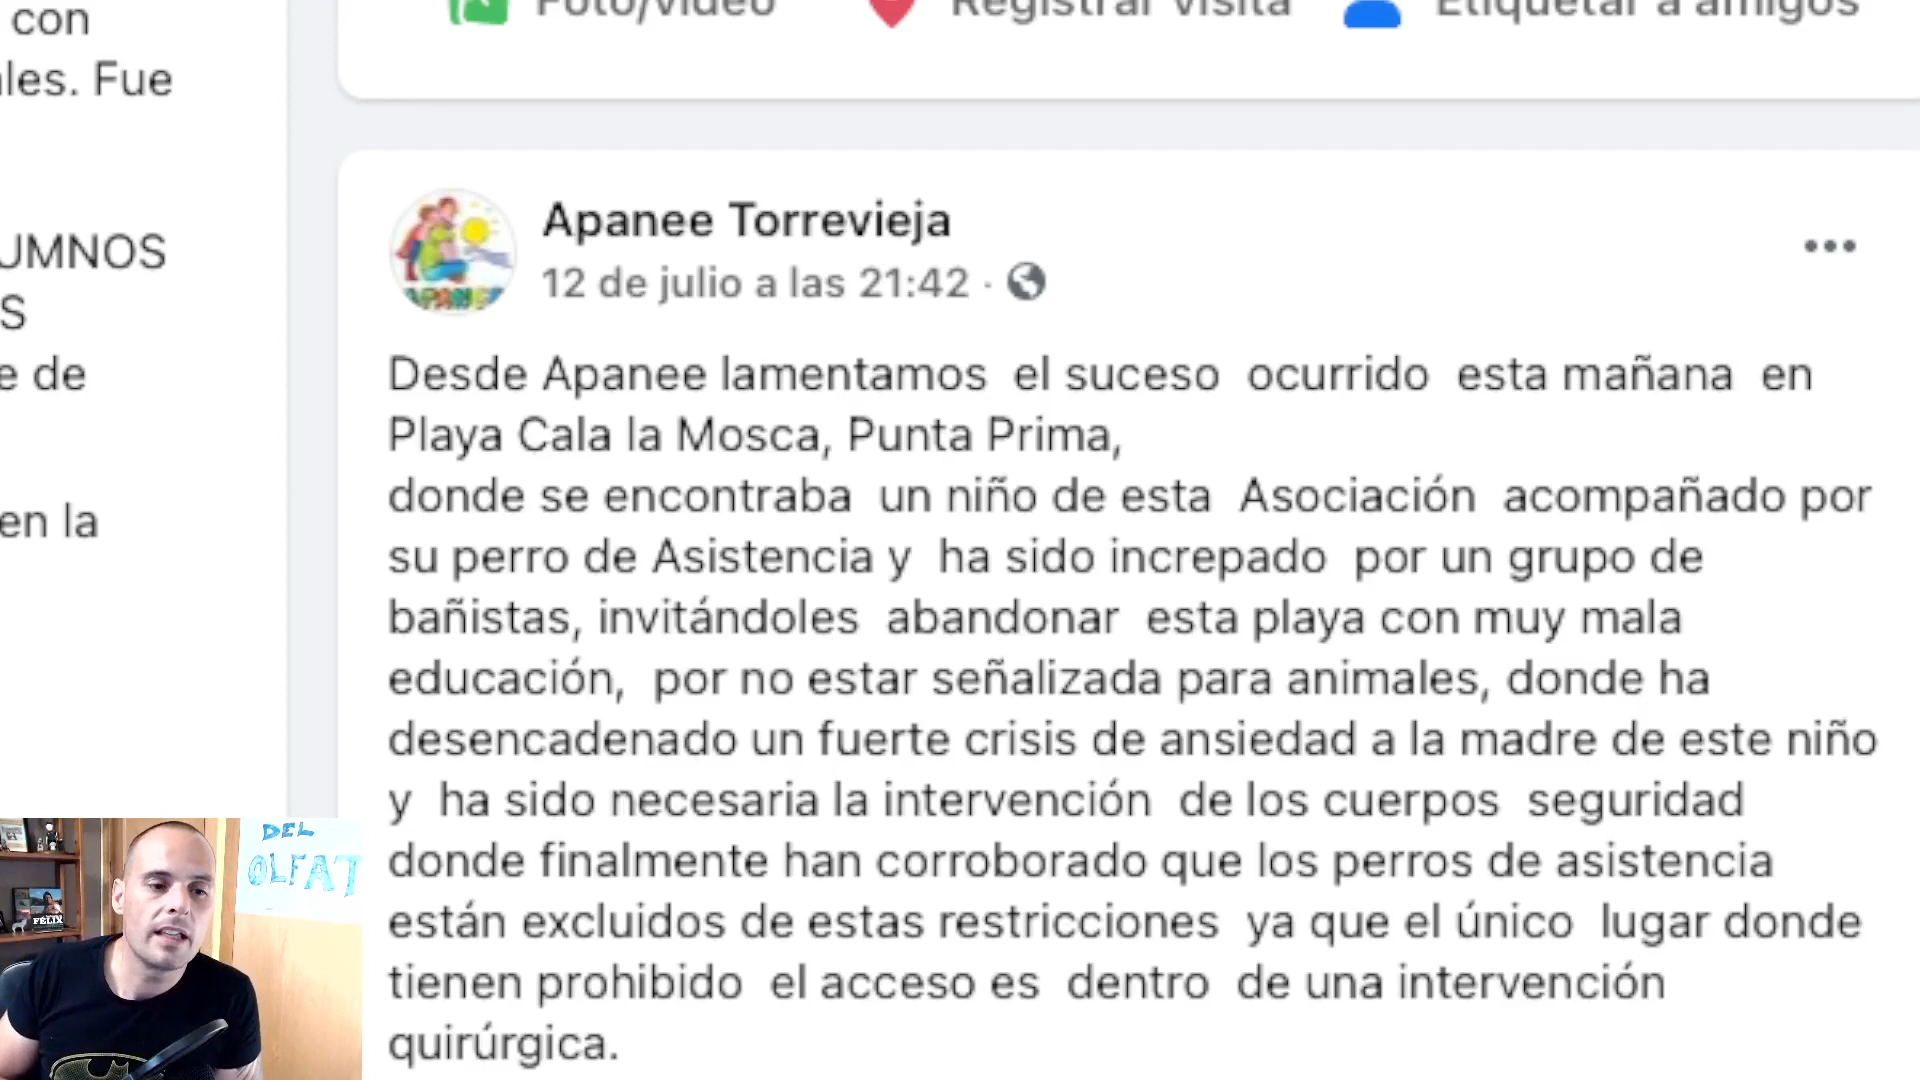 con
ales. Fue
UMNOS
S
e de
en la
Foto/video
Registrar visita
Etiquetar a amigos
Apanee Torrevieja
12 de julio a las 21:42 ·
APANEE
Desde Apanee lamentamos el suceso ocurrido esta mañana en
Playa Cala la Mosca, Punta Prima,
donde se encontraba un niño de esta Asociación acompañado por
su perro de Asistencia y ha sido increpado por un grupo de
bañistas, invitándoles abandonar esta playa con muy mala
educación, por no estar señalizada para animales, donde ha
desencadenado un fuerte crisis de ansiedad a la madre de este niño
y ha sido necesaria la intervención de los cuerpos seguridad
donde finalmente han corroborado que los perros de asistencia
están excluidos de estas restricciones ya que el único lugar donde
tienen prohibido el acceso es dentro de una intervención
quirúrgica.
DEL
OLFAT
FÉLIX